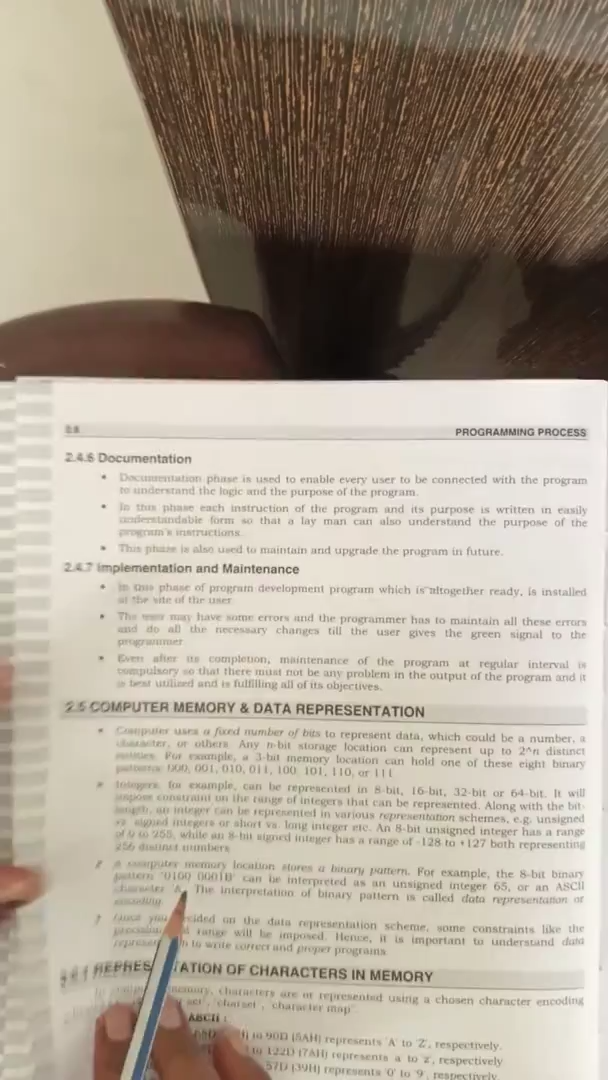 2.8
PROGRAMMING PROCESS
2.4.6 Documentation
• Documentation phase is used to enable every user to be connected with the program
to understand the logic and the purpose of the program.
• In this phase each instruction of the program and its purpose is written in easily
understandable form so that a lay man can also understand the purpose of the
program's instructions.
• This phase is also used to maintain and upgrade the program in future.
2.4.7 Implementation and Maintenance
• In this phase of program development program which is altogether ready, is installed
at the site of the user
• The user may have some errors and the programmer has to maintain all these errors
and do all the necessary changes till the user gives the green signal to the
programmer
• Even after its completion, maintenance of the program at regular interval is
compulsory so that there must not be any problem in the output of the program and it
is best utilized and is fulfilling all of its objectives.
2.5 COMPUTER MEMORY & DATA REPRESENTATION
• Computer uses a fixed number of bits to represent data, which could be a number, a
character, or others. Any n-bit storage location can represent up to 2^n distinct
entities. For example, a 3-bit memory location can hold one of these eight binary
patterns: 000, 001, 010, 011, 100, 101, 110, or 111
Integers, for example, can be represented in 8-bit, 16-bit, 32-bit or 64-bit. It will
impose constraint on the range of integers that can be represented. Along with the bit-
length, an integer can be represented in various representation schemes, e.g. unsigned
vs. signed integers or short vs. long integer etc. An 8-bit unsigned integer has a range
of 0 to 255, while an 8-bit signed integer has a range of -128 to +127 both representing
256 distinct numbers
A computer memory location stores a binary pattern. For example, the 8-bit binary
pattern "0100 0001B" can be interpreted as an unsigned integer 65, or an ASCII
character 'A'. The interpretation of binary pattern is called data representation or
encoding
Once you decided on the data representation scheme, some constraints like the
precision range will be imposed. Hence, it is important to understand data
to write correct and proper programs
TATION OF CHARACTERS IN MEMORY
memory, characters are or represented using a chosen character encoding
set", "charset", "character map"
ASCII :
to 90D (5AH) represents 'A' to 'Z', respectively.
to 122D (7AH) represents 'a' to 'z', respectively
57D (39H) represents '0' to '9', respectively